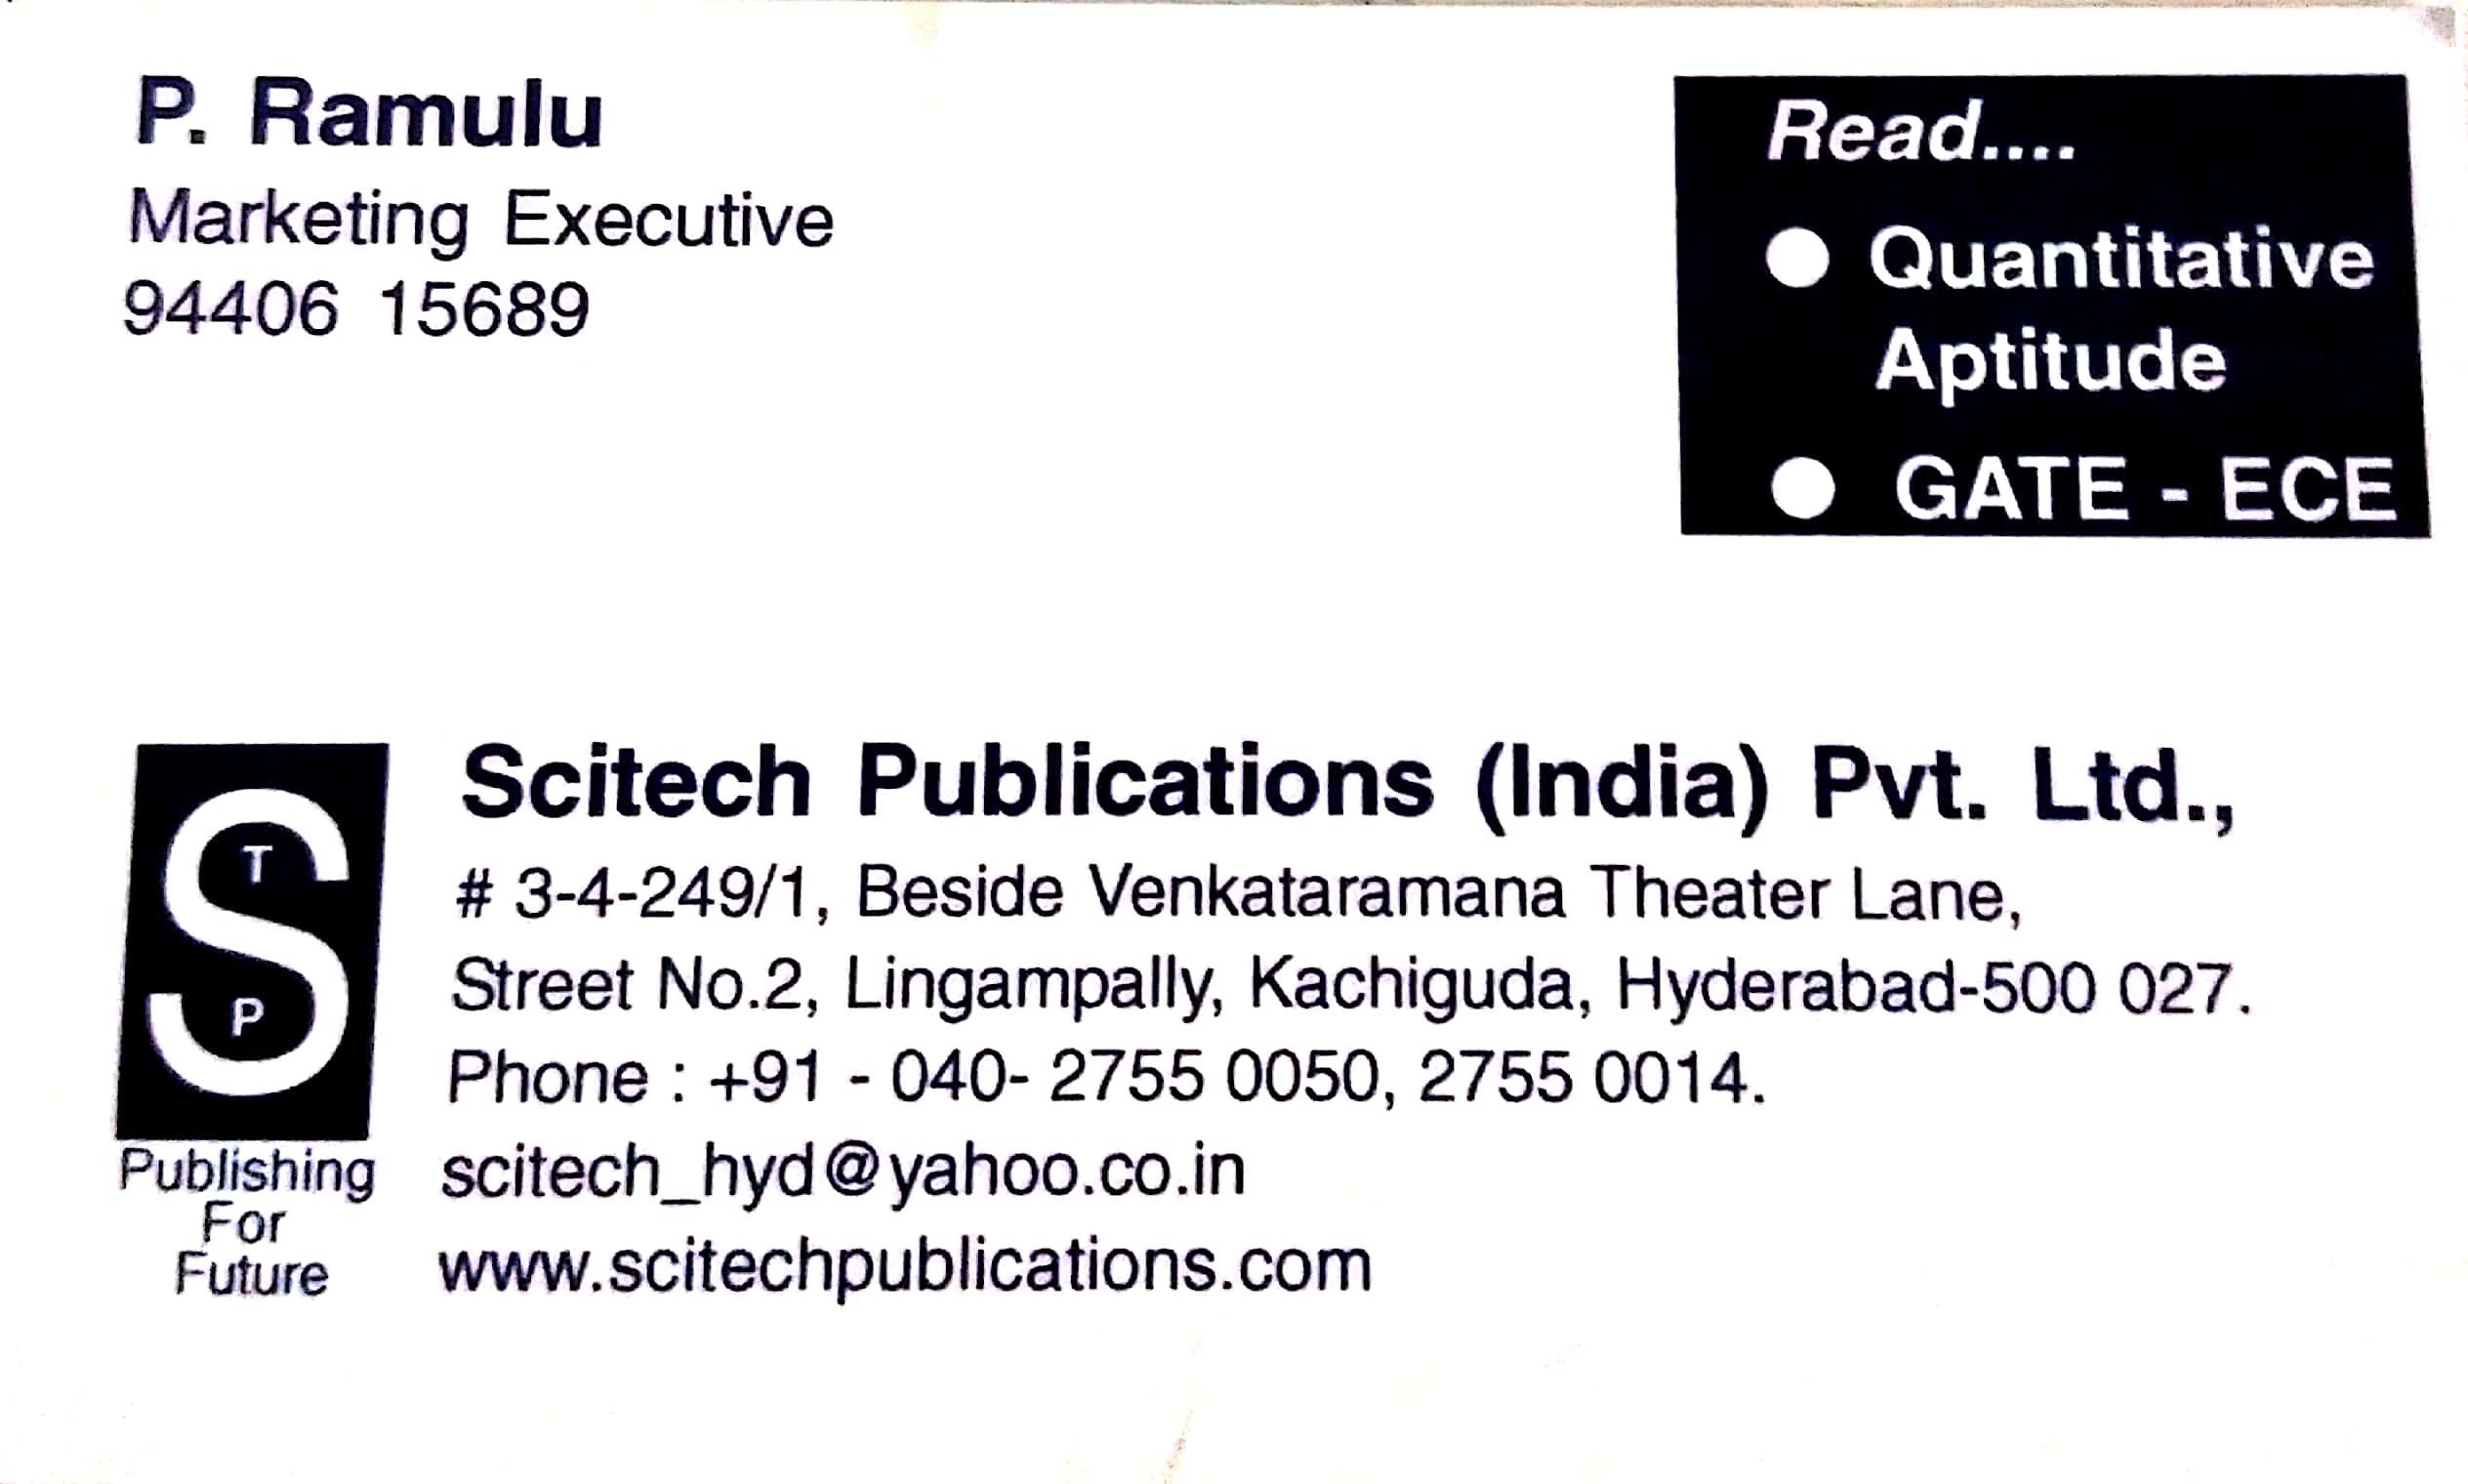 P. Ramulu
Marketing Executive
94406 15689
Read....
● Quantitative
Aptitude
● GATE - ECE
S
T
P
Publishing
For
Future
Scitech Publications (India) Pvt. Ltd.,
# 3-4-249/1, Beside Venkataramana Theater Lane,
Street No.2, Lingampally, Kachiguda, Hyderabad-500 027.
Phone : +91 - 040- 2755 0050, 2755 0014.
scitech_hyd@yahoo.co.in
www.scitechpublications.com